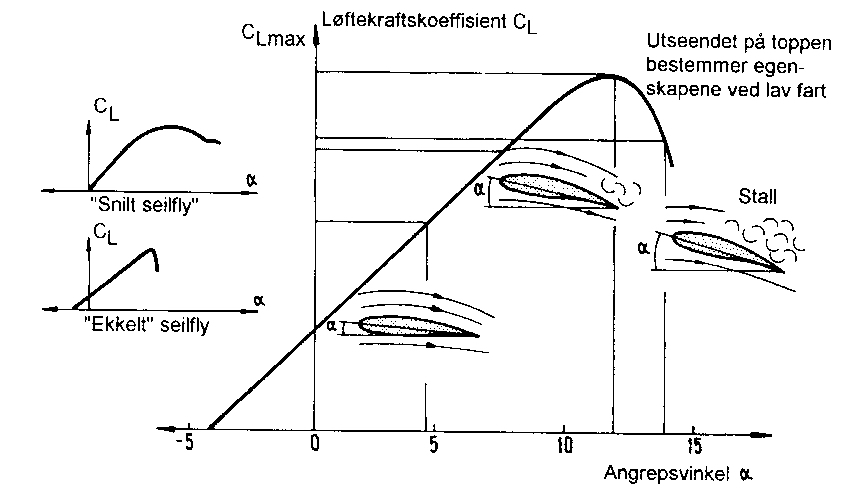 Løftekraftskoeffisient CL
CLmax
Utseendet på toppen
bestemmer egen-
skapene ved lav fart
CL
α
"Snilt seilfly"
CL
α
"Ekkelt" seilfly
α
Stall
α
α
-5
0
5
10
15
Angrepsvinkel α